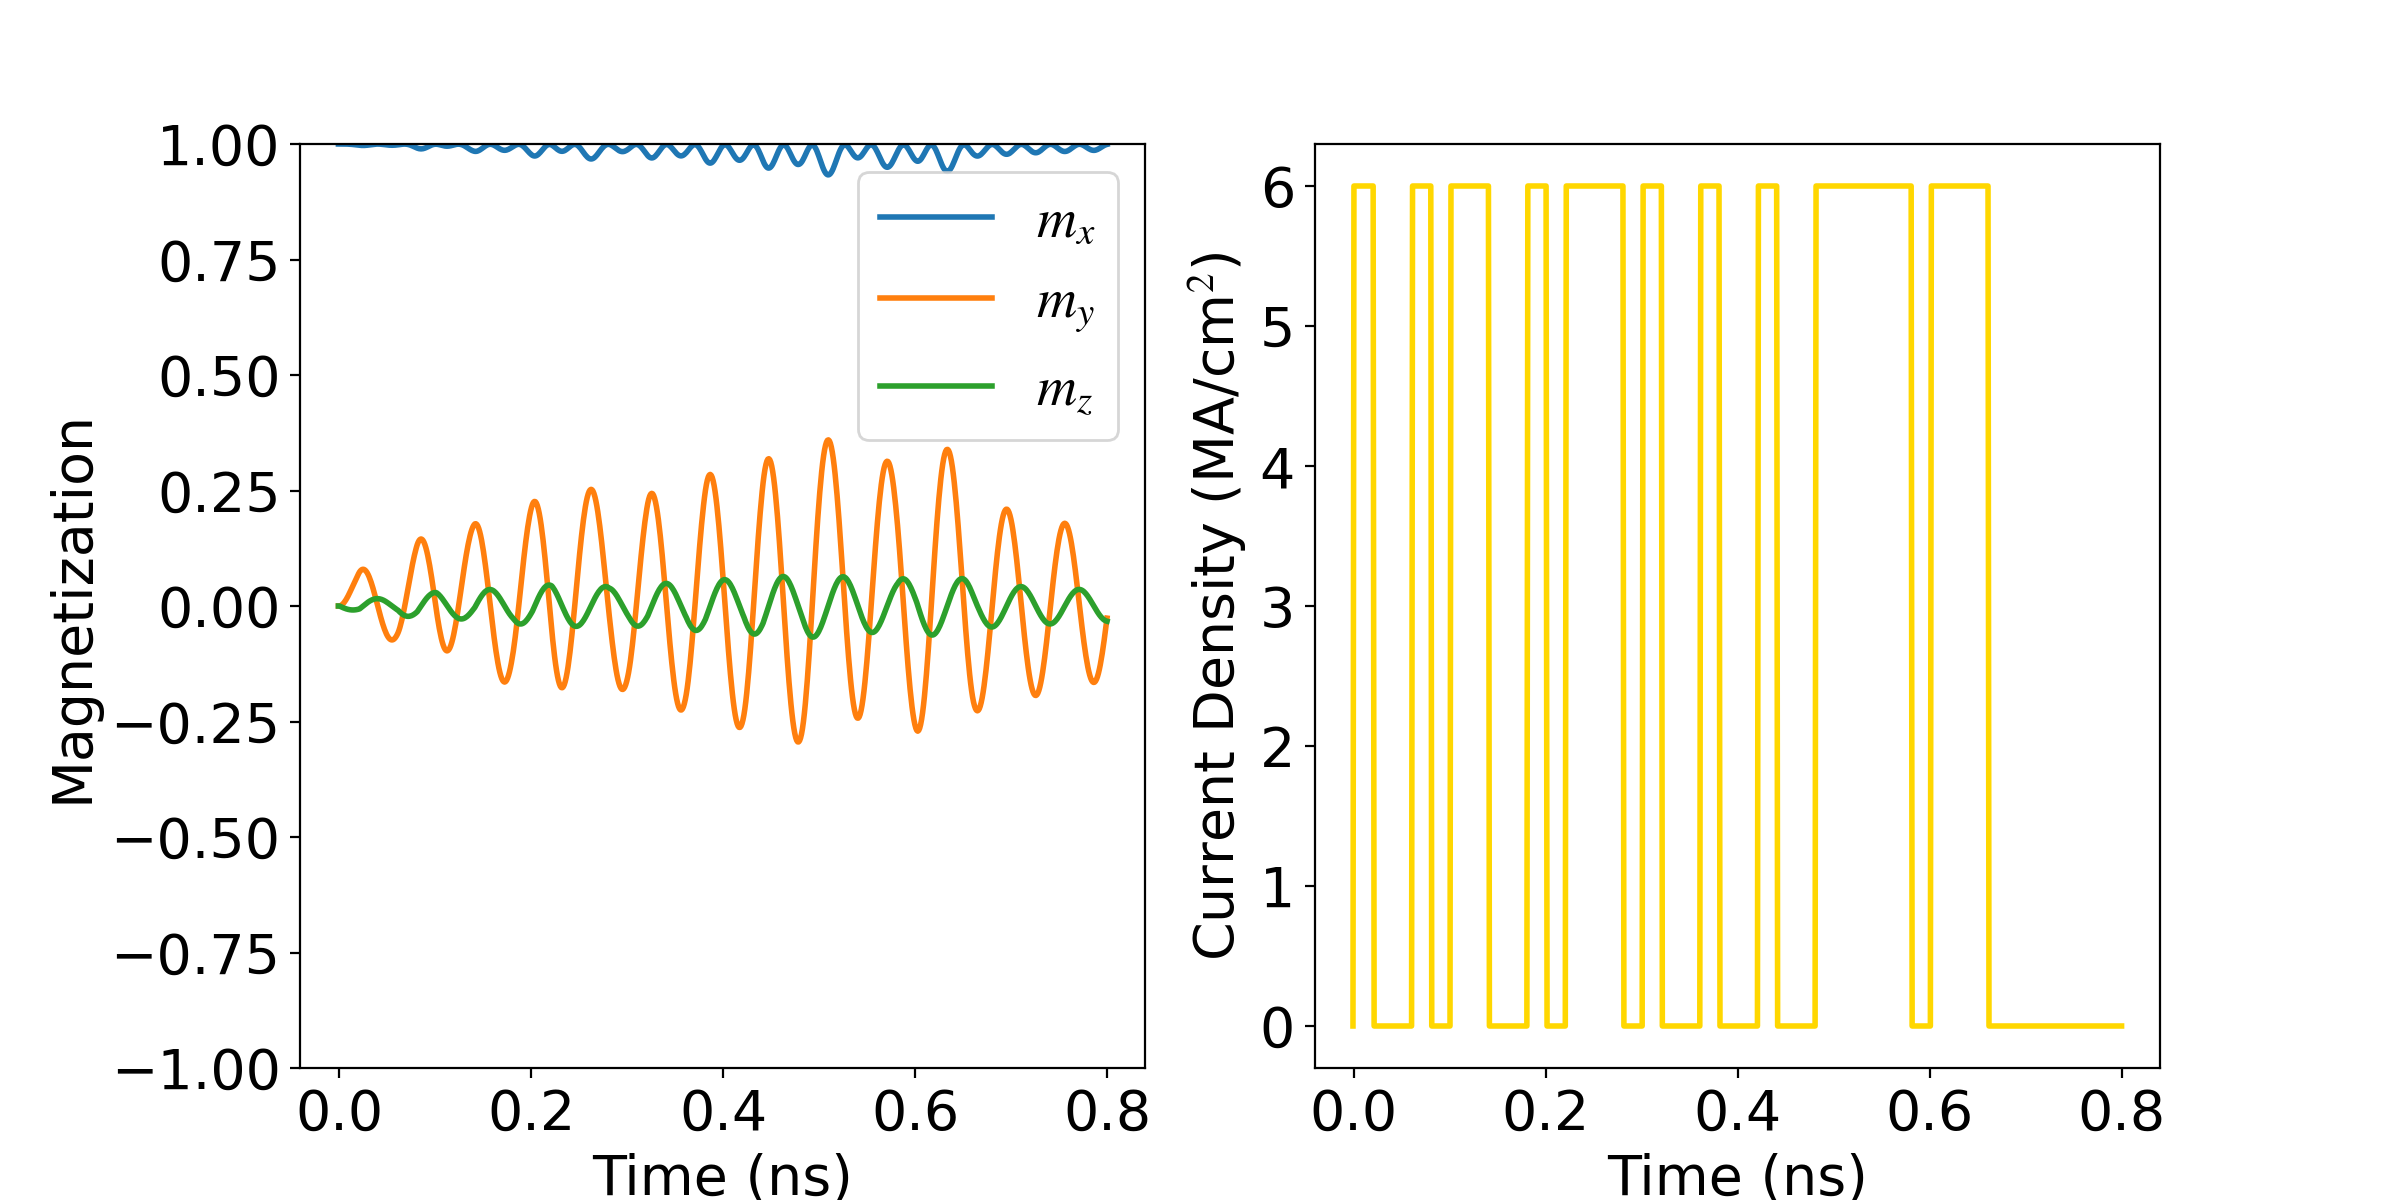 Magnetization
1.00
0.75
0.50
0.25
0.00
−0.25
−0.50
−0.75
−1.00
0.0 0.2 0.4 0.6 0.8
Time (ns)
mₓ
m_y
m_z
Current Density (MA/cm²)
6
5
4
3
2
1
0
0.0 0.2 0.4 0.6 0.8
Time (ns)